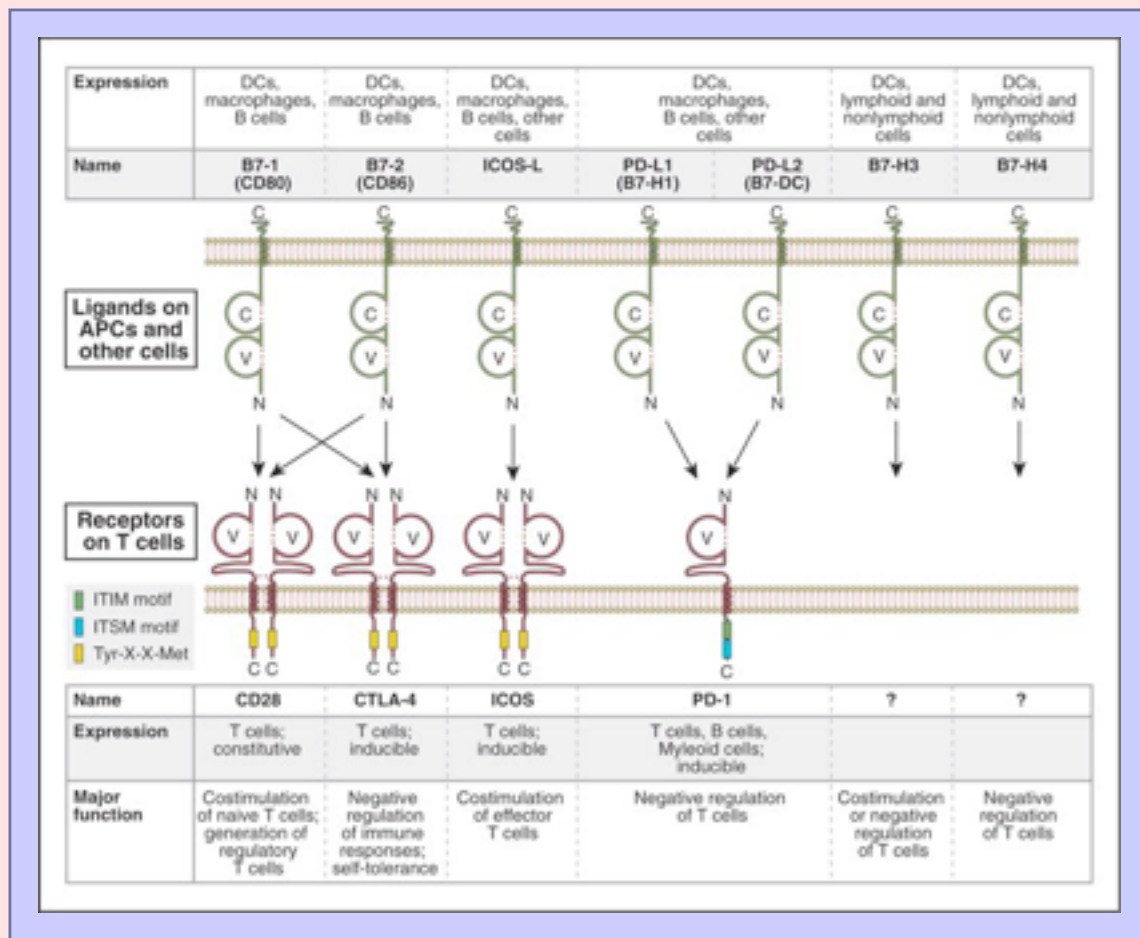 Expression
DCs,
macrophages,
B cells
DCs,
macrophages,
B cells
DCs,
macrophages,
B cells, other
cells
DCs,
macrophages,
B cells, other
cells
DCs,
lymphoid and
nonlymphoid
cells
DCs,
lymphoid and
nonlymphoid
cells
Name
B7-1
(CD80)
B7-2
(CD86)
ICOS-L
PD-L1
(B7-H1)
PD-L2
(B7-DC)
B7-H3
B7-H4
C C C C C C C
Ligands on
APCs and
other cells
C C C C C C C
V V V V V V V
N N N N N N N
N N N N N N N
Receptors
on T cells
V V V V V V V
ITIM motif
ITSM motif
Tyr-X-X-Met
C C C C C C C
Name
CD28
CTLA-4
ICOS
PD-1
?
?
Expression
T cells;
constitutive
T cells;
inducible
T cells;
inducible
T cells, B cells,
Myleoid cells;
inducible
Major
function
Costimulation
of naive T cells;
generation of
regulatory
T cells
Negative
regulation
of immune
responses;
self-tolerance
Costimulation
of effector
T cells
Negative regulation
of T cells
Costimulation
or negative
regulation
of T cells
Negative
regulation
of T cells